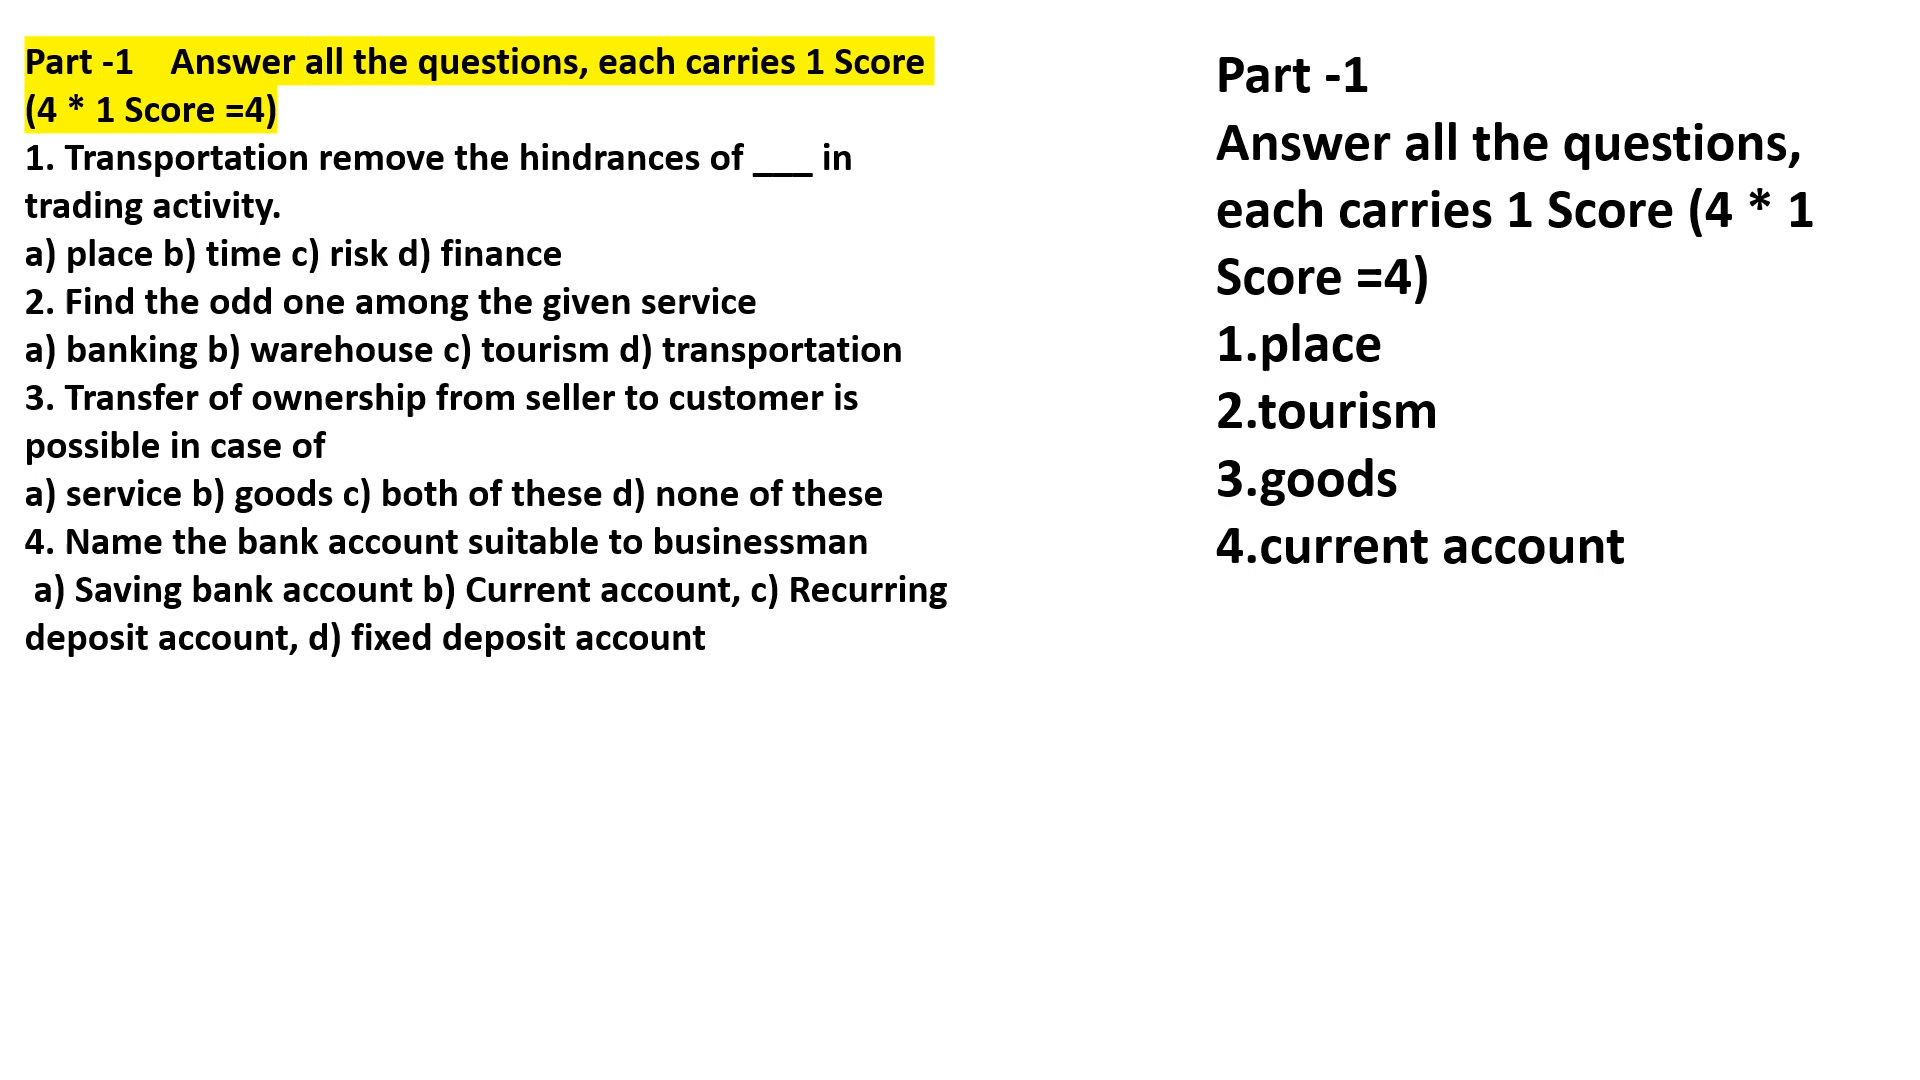 Part -1    Answer all the questions, each carries 1 Score
(4 * 1 Score =4)
1. Transportation remove the hindrances of ___ in
trading activity.
a) place b) time c) risk d) finance
2. Find the odd one among the given service
a) banking b) warehouse c) tourism d) transportation
3. Transfer of ownership from seller to customer is
possible in case of
a) service b) goods c) both of these d) none of these
4. Name the bank account suitable to businessman
a) Saving bank account b) Current account, c) Recurring
deposit account, d) fixed deposit account
Part -1
Answer all the questions,
each carries 1 Score (4 * 1
Score =4)
1.place
2.tourism
3.goods
4.current account